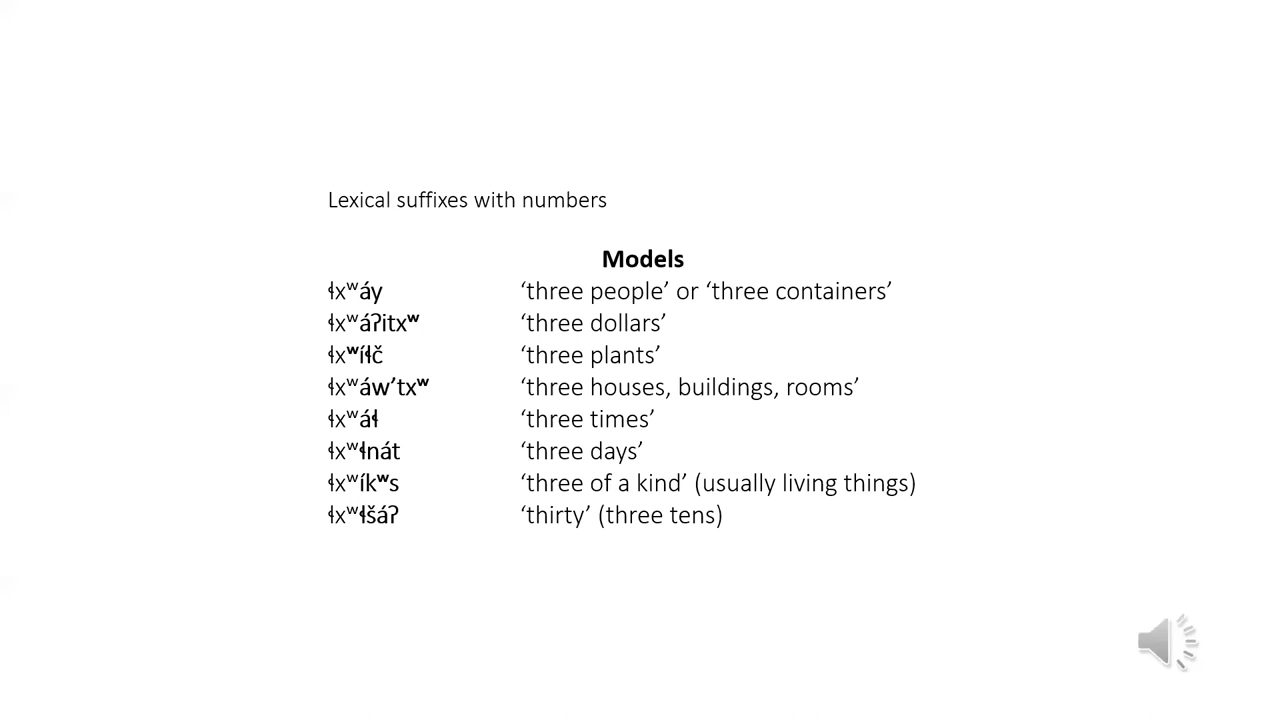 Lexical suffixes with numbers
Models
ɬxʷáy ‘three people’ or ‘three containers’
ɬxʷáʔitxʷ ‘three dollars’
ɬxʷíɬč ‘three plants’
ɬxʷáw’txʷ ‘three houses, buildings, rooms’
ɬxʷáɬ ‘three times’
ɬxʷɬnát ‘three days’
ɬxʷíkʷs ‘three of a kind’ (usually living things)
ɬxʷɬšáʔ ‘thirty’ (three tens)